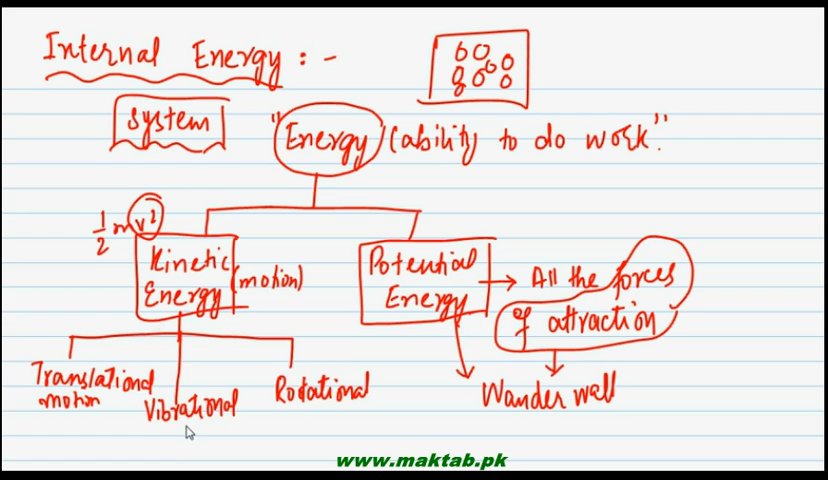 Internal Energy :-
System
"Energy (ability to do work."
1/2 mv²
Kinetic Energy (motion)
Potential Energy → All the forces of attraction
Translational motion
Vibrational
Rotational
Wander wall
www.maktab.pk